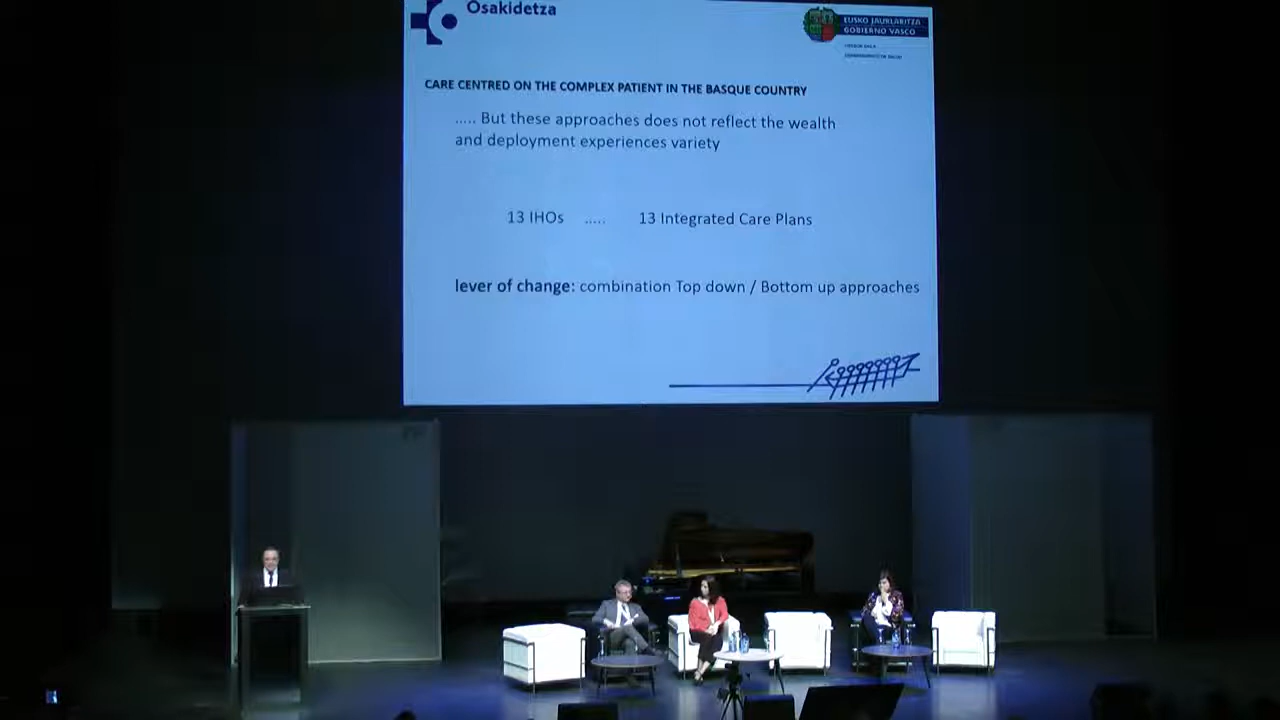 Osakidetza
EUSKO JAURLARITZA
GOBIERNO VASCO
CARE CENTRED ON THE COMPLEX PATIENT IN THE BASQUE COUNTRY
..... But these approaches does not reflect the wealth
and deployment experiences variety
13 IHOs ..... 13 Integrated Care Plans
lever of change: combination Top down / Bottom up approaches